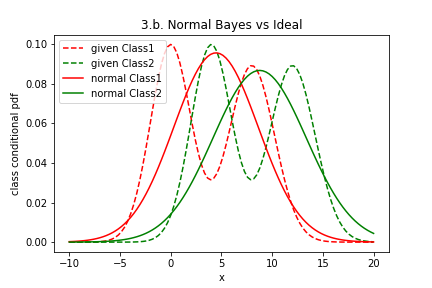 3.b. Normal Bayes vs Ideal
given Class1
given Class2
normal Class1
normal Class2
class conditional pdf
0.10
0.08
0.06
0.04
0.02
0.00
−10 −5 0 5 10 15 20
x